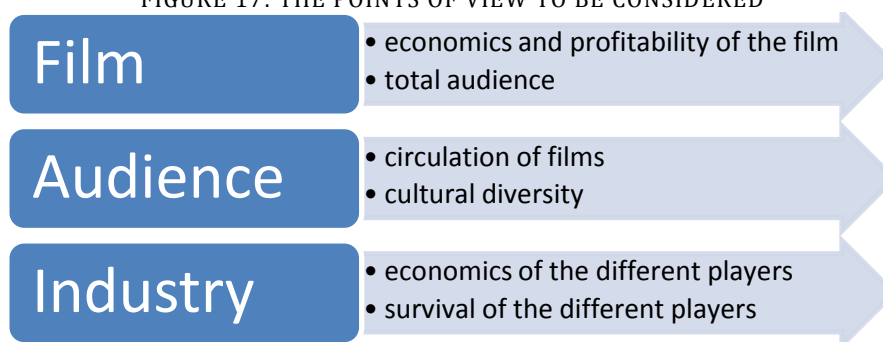 FIGURE 17: THE POINTS OF VIEW TO BE CONSIDERED
Film
• economics and profitability of the film
• total audience
Audience
• circulation of films
• cultural diversity
Industry
• economics of the different players
• survival of the different players